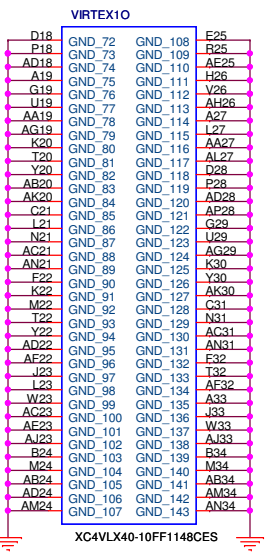 VIRTEX1O
D18 GND_72 GND_108 E25
P18 GND_73 GND_109 R25
AD18 GND_74 GND_110 AE25
A19 GND_75 GND_111 H26
G19 GND_76 GND_112 V26
U19 GND_77 GND_113 AH26
AA19 GND_78 GND_114 A27
AG19 GND_79 GND_115 L27
K20 GND_80 GND_116 AA27
T20 GND_81 GND_117 AL27
Y20 GND_82 GND_118 D28
AB20 GND_83 GND_119 P28
AK20 GND_84 GND_120 AD28
C21 GND_85 GND_121 AP28
L21 GND_86 GND_122 G29
N21 GND_87 GND_123 U29
AC21 GND_88 GND_124 AG29
AN21 GND_89 GND_125 K30
F22 GND_90 GND_126 Y30
K22 GND_91 GND_127 AK30
M22 GND_92 GND_128 C31
T22 GND_93 GND_129 N31
Y22 GND_94 GND_130 AC31
AD22 GND_95 GND_131 AN31
AF22 GND_96 GND_132 F32
J23 GND_97 GND_133 T32
L23 GND_98 GND_134 AF32
W23 GND_99 GND_135 A33
AC23 GND_100 GND_136 J33
AE23 GND_101 GND_137 W33
AJ23 GND_102 GND_138 AJ33
B24 GND_103 GND_139 B34
M24 GND_104 GND_140 M34
AB24 GND_105 GND_141 AB34
AD24 GND_106 GND_142 AM34
AM24 GND_107 GND_143 AN34
XC4VLX40-10FF1148CES